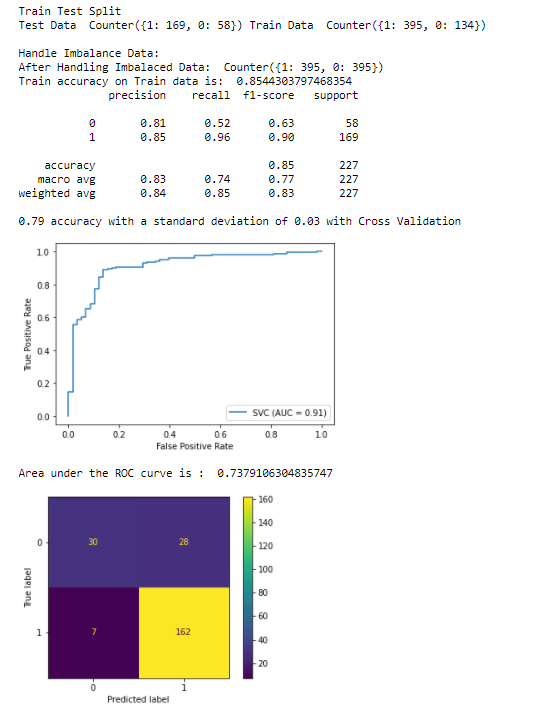 Train Test Split
Test Data  Counter({1: 169, 0: 58}) Train Data  Counter({1: 395, 0: 134})
Handle Imbalance Data:
After Handling Imbalaced Data:  Counter({1: 395, 0: 395})
Train accuracy on Train data is:  0.8544303797468354
precision    recall  f1-score   support
0       0.81      0.52      0.63        58
1       0.85      0.96      0.90       169
accuracy                           0.85       227
macro avg       0.83      0.74      0.77       227
weighted avg       0.84      0.85      0.83       227
0.79 accuracy with a standard deviation of 0.03 with Cross Validation
1.0
0.8
0.6
0.4
0.2
0.0
True Positive Rate
SVC (AUC = 0.91)
0.0 0.2 0.4 0.6 0.8 1.0
False Positive Rate
Area under the ROC curve is :  0.7379106304835747
0
1
True label
30 28
7 162
0 1
Predicted label
160
140
120
100
80
60
40
20